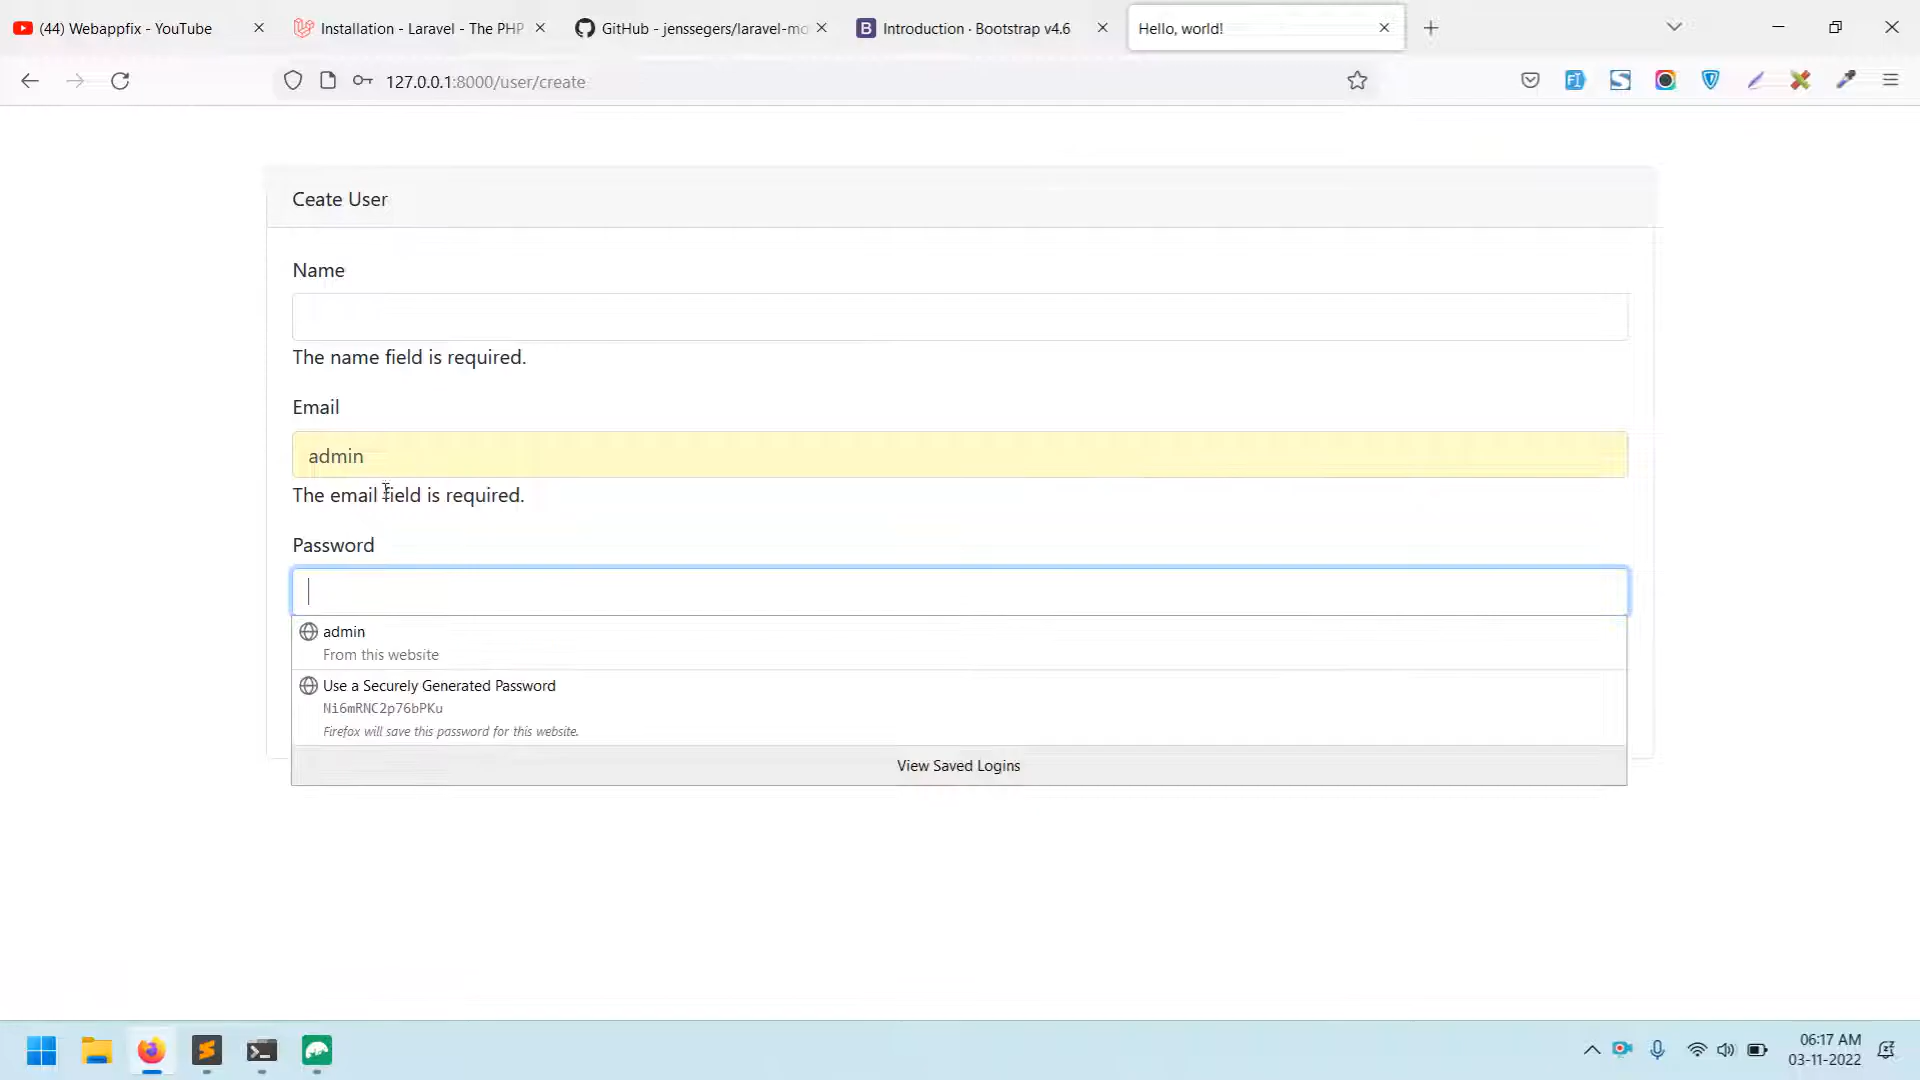 (44) Webappfix - YouTube
Installation - Laravel - The PHP
GitHub - jenssegers/laravel-mo
Introduction · Bootstrap v4.6
Hello, world!
127.0.0.1:8000/user/create
Ceate User
Name
The name field is required.
Email
admin
The email field is required.
Password
admin
From this website
Use a Securely Generated Password
Ni6mRNC2p76bPKu
Firefox will save this password for this website.
View Saved Logins
06:17 AM
03-11-2022